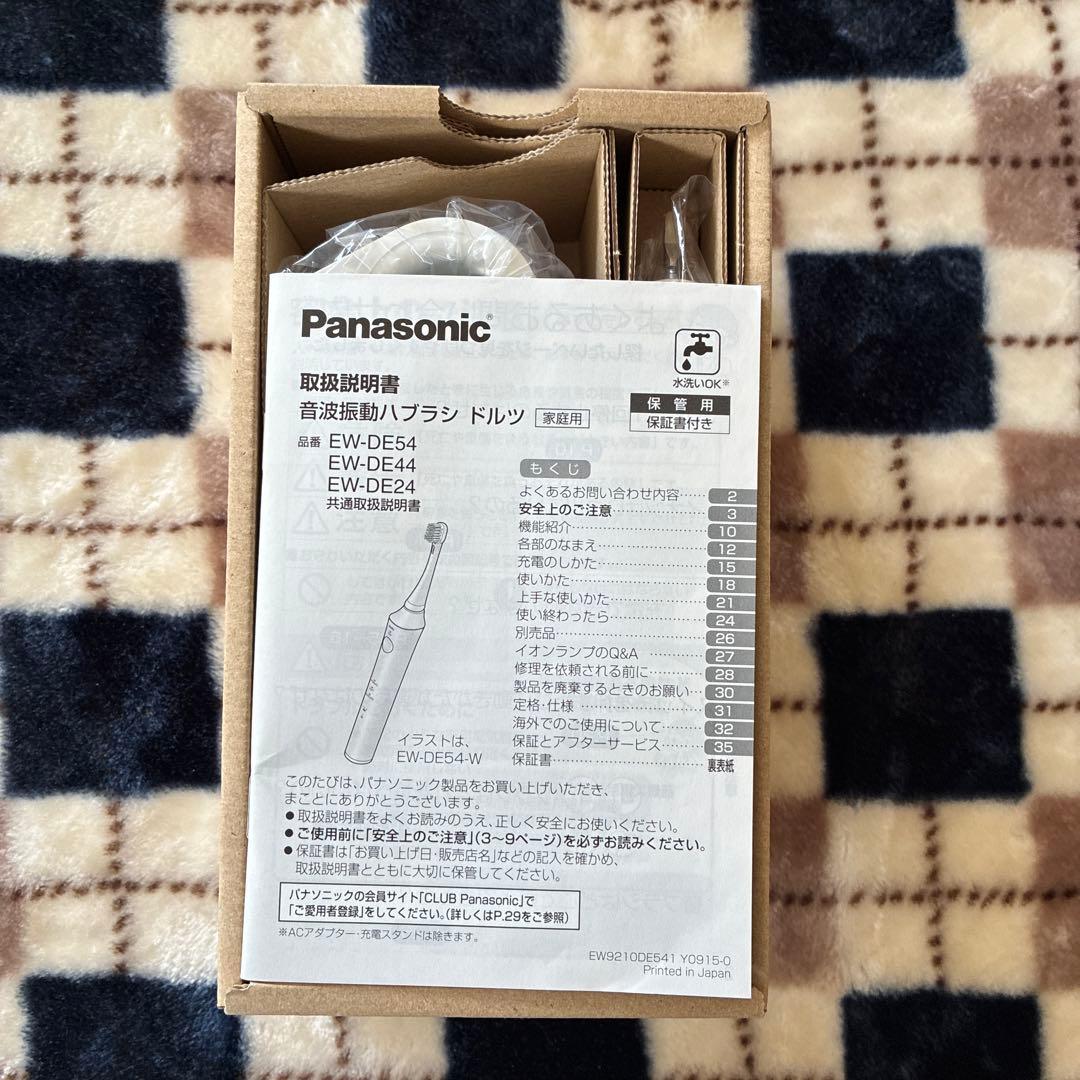 Panasonic®
水洗いOK※
取扱説明書
保管用
音波振動ハブラシ ドルツ 家庭用
保証書付き
品番 EW-DE54
EW-DE44
EW-DE24
共通取扱説明書
もくじ
よくあるお問い合わせ内容…… 2
安全上のご注意 3
機能紹介 10
各部のなまえ 12
充電のしかた 15
使いかた 18
上手な使いかた 21
使い終わったら 24
別売品 26
イオンランプのQ&A 27
修理を依頼される前に 28
製品を廃棄するときのお願い… 30
定格・仕様 31
海外でのご使用について 32
保証とアフターサービス 35
保証書 裏表紙
イラストは、
EW-DE54-W
このたびは、パナソニック製品をお買い上げいただき、
まことにありがとうございます。
●取扱説明書をよくお読みのうえ、正しく安全にお使いください。
●ご使用前に「安全上のご注意」(3〜9ページ)を必ずお読みください。
●保証書は「お買い上げ日・販売店名」などの記入を確かめ、
取扱説明書とともに大切に保管してください。
パナソニックの会員サイト「CLUB Panasonic」で
「ご愛用者登録」をしてください。(詳しくはP.29をご参照)
※ACアダプター・充電スタンドは除きます。
EW9210DE541 Y0915-0
Printed in Japan